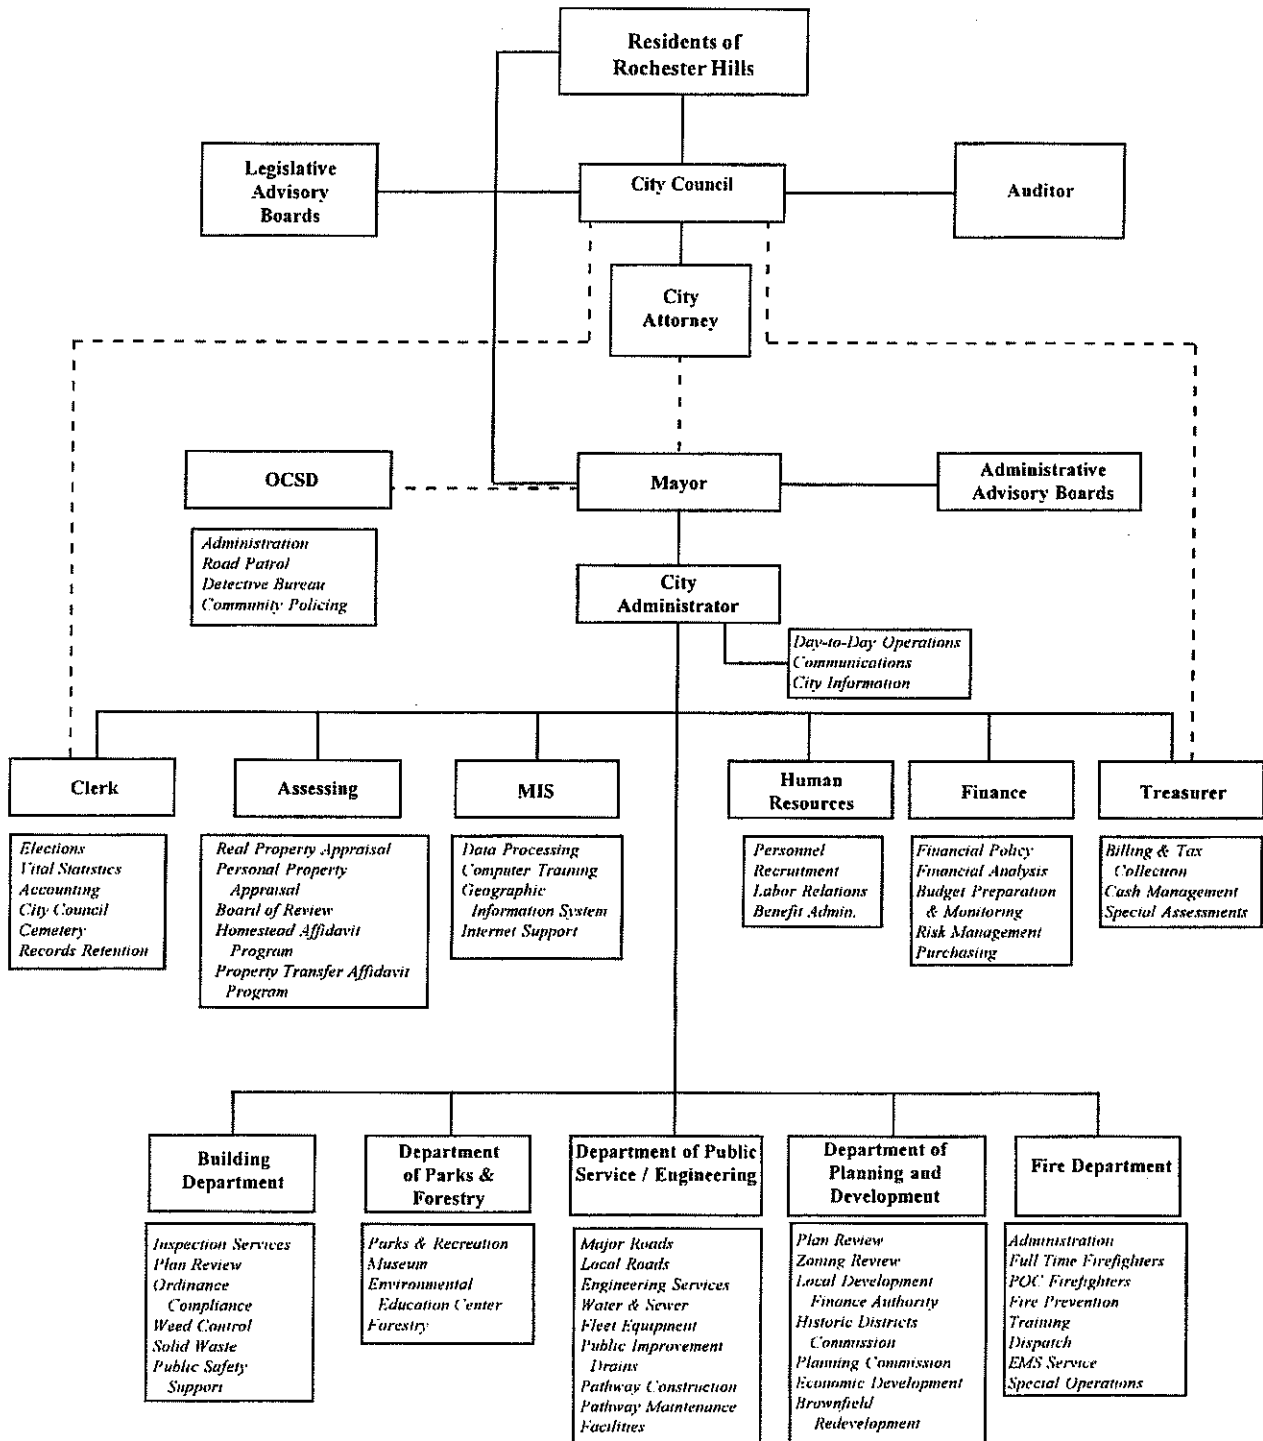 Residents of
Rochester Hills
Legislative
Advisory
Boards
City Council
Auditor
City
Attorney
OCSD
Mayor
Administrative
Advisory Boards
Administration
Road Patrol
Detective Bureau
Community Policing
City
Administrator
Day-to-Day Operations
Communications
City Information
Clerk
Assessing
MIS
Human
Resources
Finance
Treasurer
Elections
Vital Statistics
Accounting
City Council
Cemetery
Records Retention
Real Property Appraisal
Personal Property
Appraisal
Board of Review
Homestead Affidavit
Program
Property Transfer Affidavit
Program
Data Processing
Computer Training
Geographic
Information System
Internet Support
Personnel
Recruitment
Labor Relations
Benefit Admin.
Financial Policy
Financial Analysis
Budget Preparation
& Monitoring
Risk Management
Purchasing
Billing & Tax
Collection
Cash Management
Special Assessments
Building
Department
Department
of Parks &
Forestry
Department of Public
Service / Engineering
Department of
Planning and
Development
Fire Department
Inspection Services
Plan Review
Ordinance
Compliance
Weed Control
Solid Waste
Public Safety
Support
Parks & Recreation
Museum
Environmental
Education Center
Forestry
Major Roads
Local Roads
Engineering Services
Water & Sewer
Fleet Equipment
Public Improvement
Drains
Pathway Construction
Pathway Maintenance
Facilities
Plan Review
Zoning Review
Local Development
Finance Authority
Historic Districts
Commission
Planning Commission
Economic Development
Brownfield
Redevelopment
Administration
Full Time Firefighters
POC Firefighters
Fire Prevention
Training
Dispatch
EMS Service
Special Operations